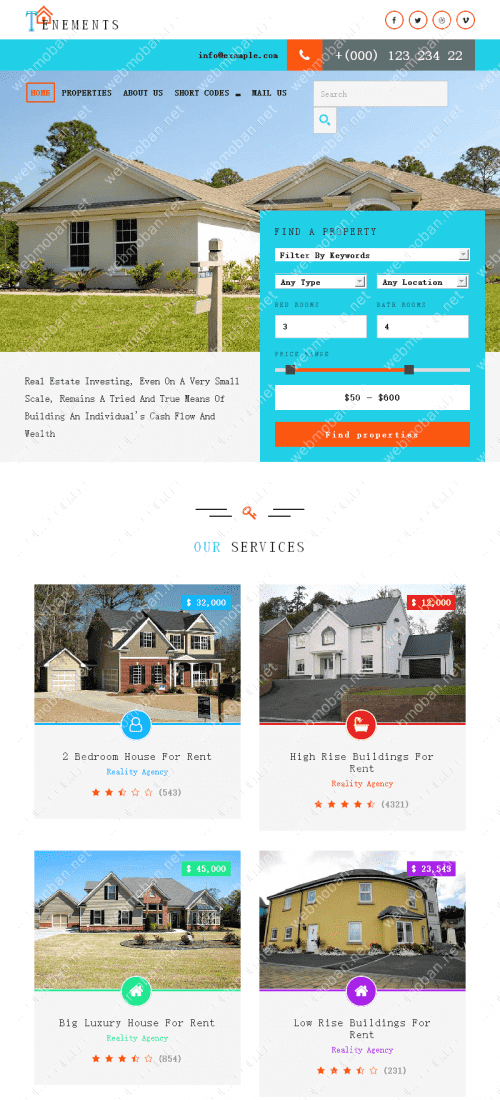 TENEMENTS
info@example.com
+(000) 123 234 22
HOME PROPERTIES ABOUT US SHORT CODES MAIL US
Search
FIND A PROPERTY
Filter By Keywords
Any Type Any Location
BED ROOMS BATH ROOMS
3 4
PRICE RANGE
$50 - $600
Find properties
Real Estate Investing, Even On A Very Small
Scale, Remains A Tried And True Means Of
Building An Individual's Cash Flow And
Wealth
OUR SERVICES
$ 32,000
2 Bedroom House For Rent
Reality Agency
(543)
$ 12,000
High Rise Buildings For
Rent
Reality Agency
(4321)
$ 45,000
Big Luxury House For Rent
Reality Agency
(854)
$ 23,543
Low Rise Buildings For
Rent
Reality Agency
(231)
webmoban.net